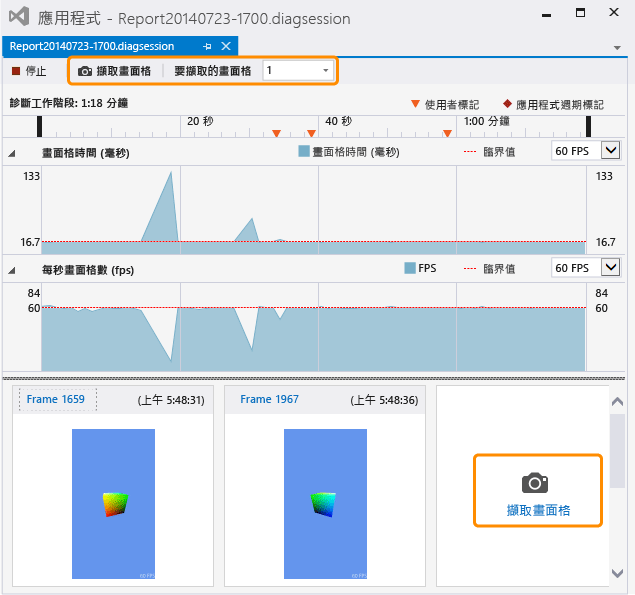 應用程式 - Report20140723-1700.diagsession
Report20140723-1700.diagsession
停止 擷取畫面格 要擷取的畫面格 1
診斷工作階段: 1:18 分鐘 使用者標記 應用程式週期標記
20 秒 40 秒 1:00 分鐘
畫面格時間 (毫秒) 畫面格時間 (毫秒) 臨界值 60 FPS
133 133
16.7 16.7
每秒畫面格數 (fps) FPS 臨界值 60 FPS
84 84
60 60
Frame 1659 (上午 5:48:31) Frame 1967 (上午 5:48:36)
擷取畫面格
60 FPS 60 FPS